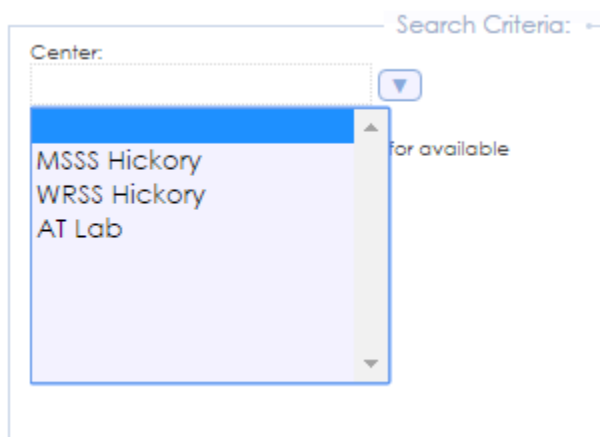 Search Criteria:
Center:
for available
MSSS Hickory
WRSS Hickory
AT Lab